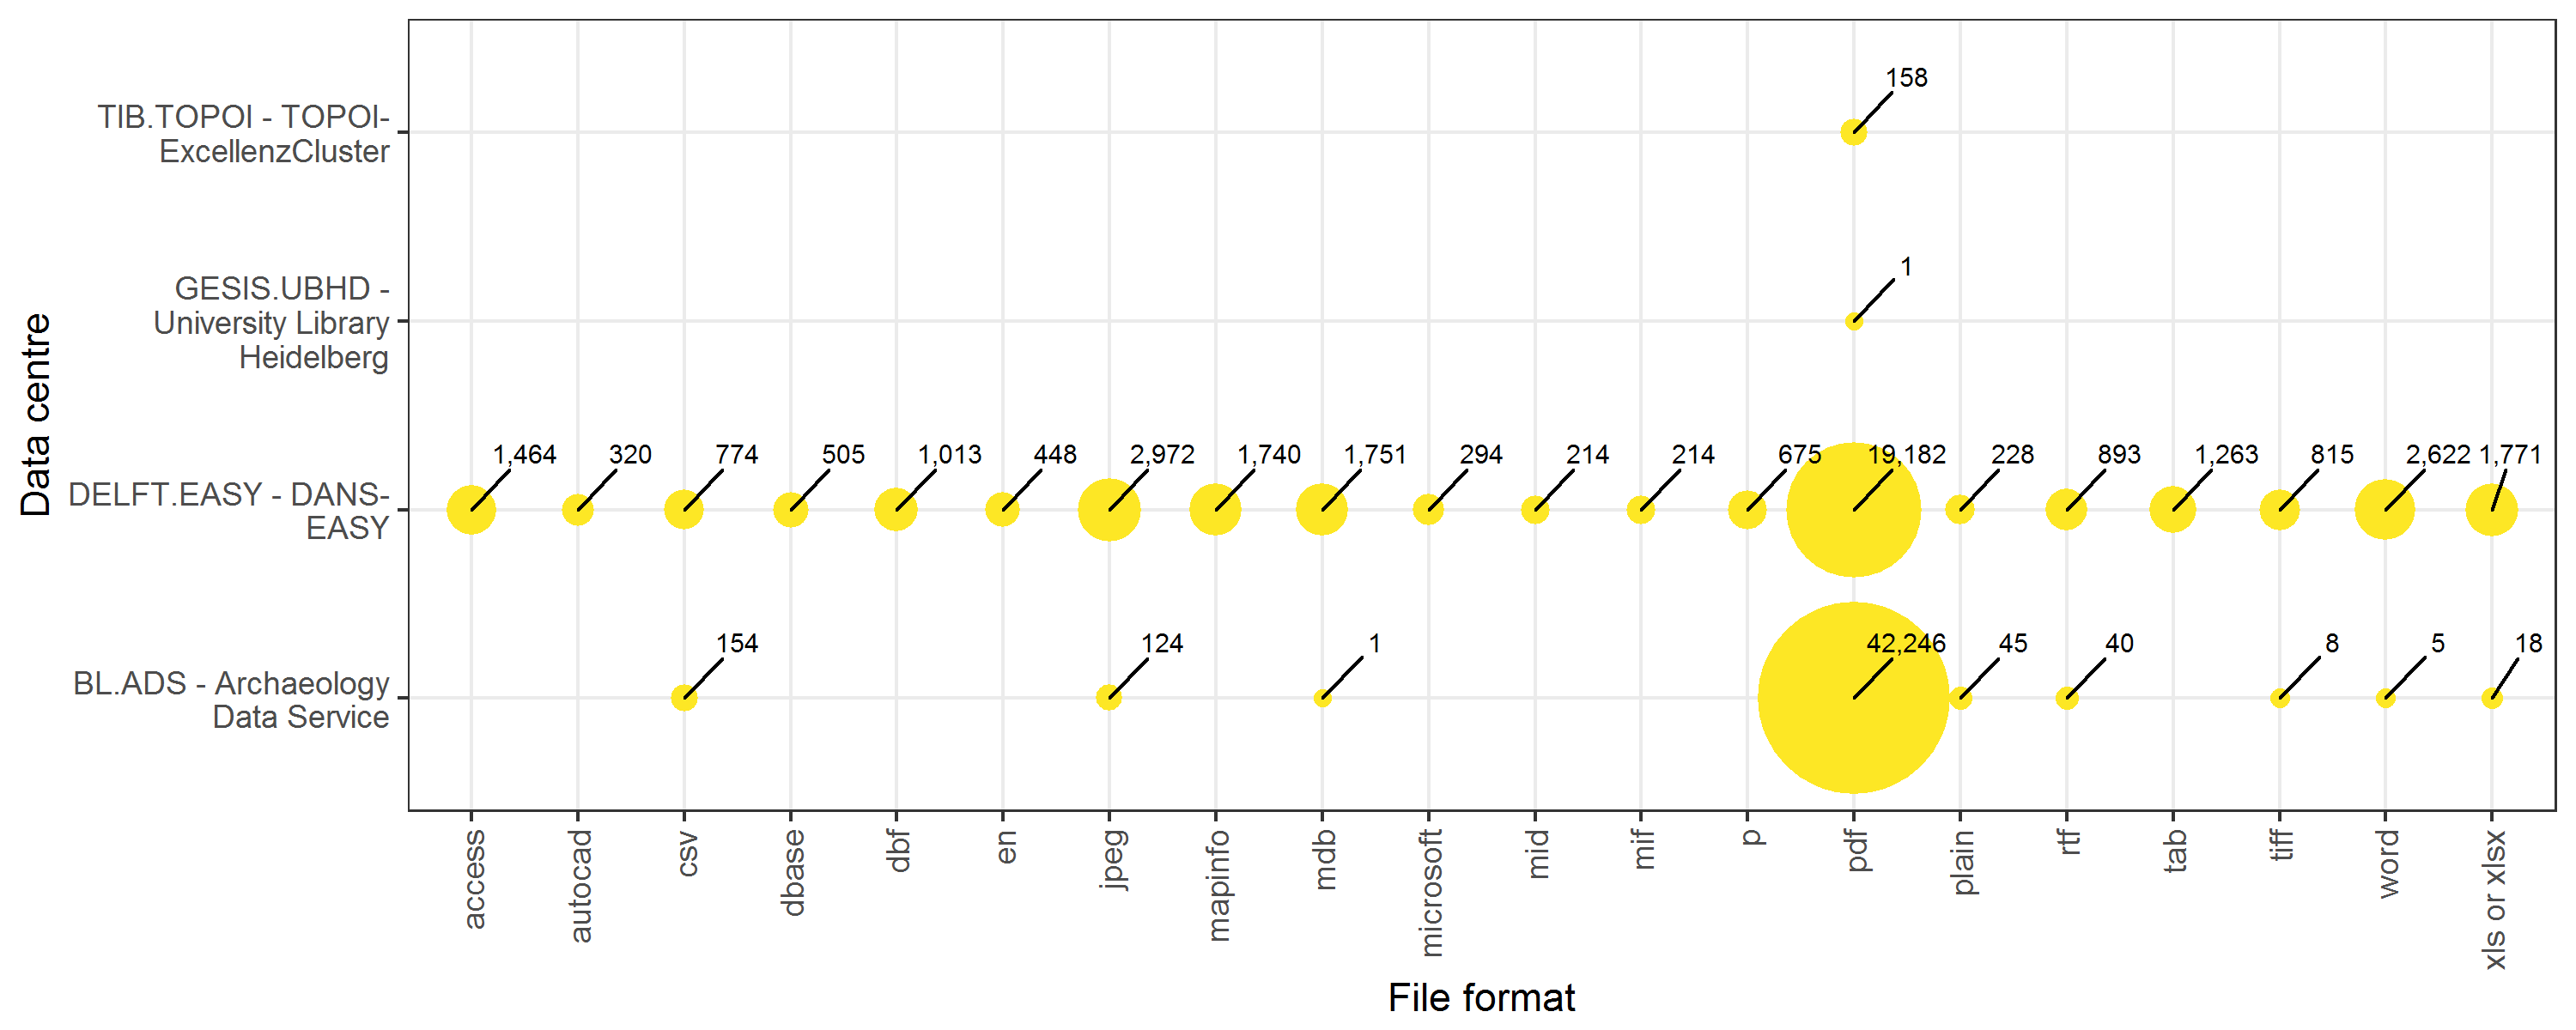 158
TIB.TOPOI - TOPOI-
ExcellenzCluster
1
GESIS.UBHD -
University Library
Heidelberg
1,464 320 774 505 1,013 448 2,972 1,740 1,751 294 214 214 675 19,182 228 893 1,263 815 2,622 1,771
DELFT.EASY - DANS-
EASY
154 124 1 42,246 45 40 8 5 18
BL.ADS - Archaeology
Data Service
Data centre
access
autocad
csv
dbase
dbf
en
jpeg
mapinfo
mdb
microsoft
mid
mif
p
pdf
plain
rtf
tab
tiff
word
xls or xlsx
File format